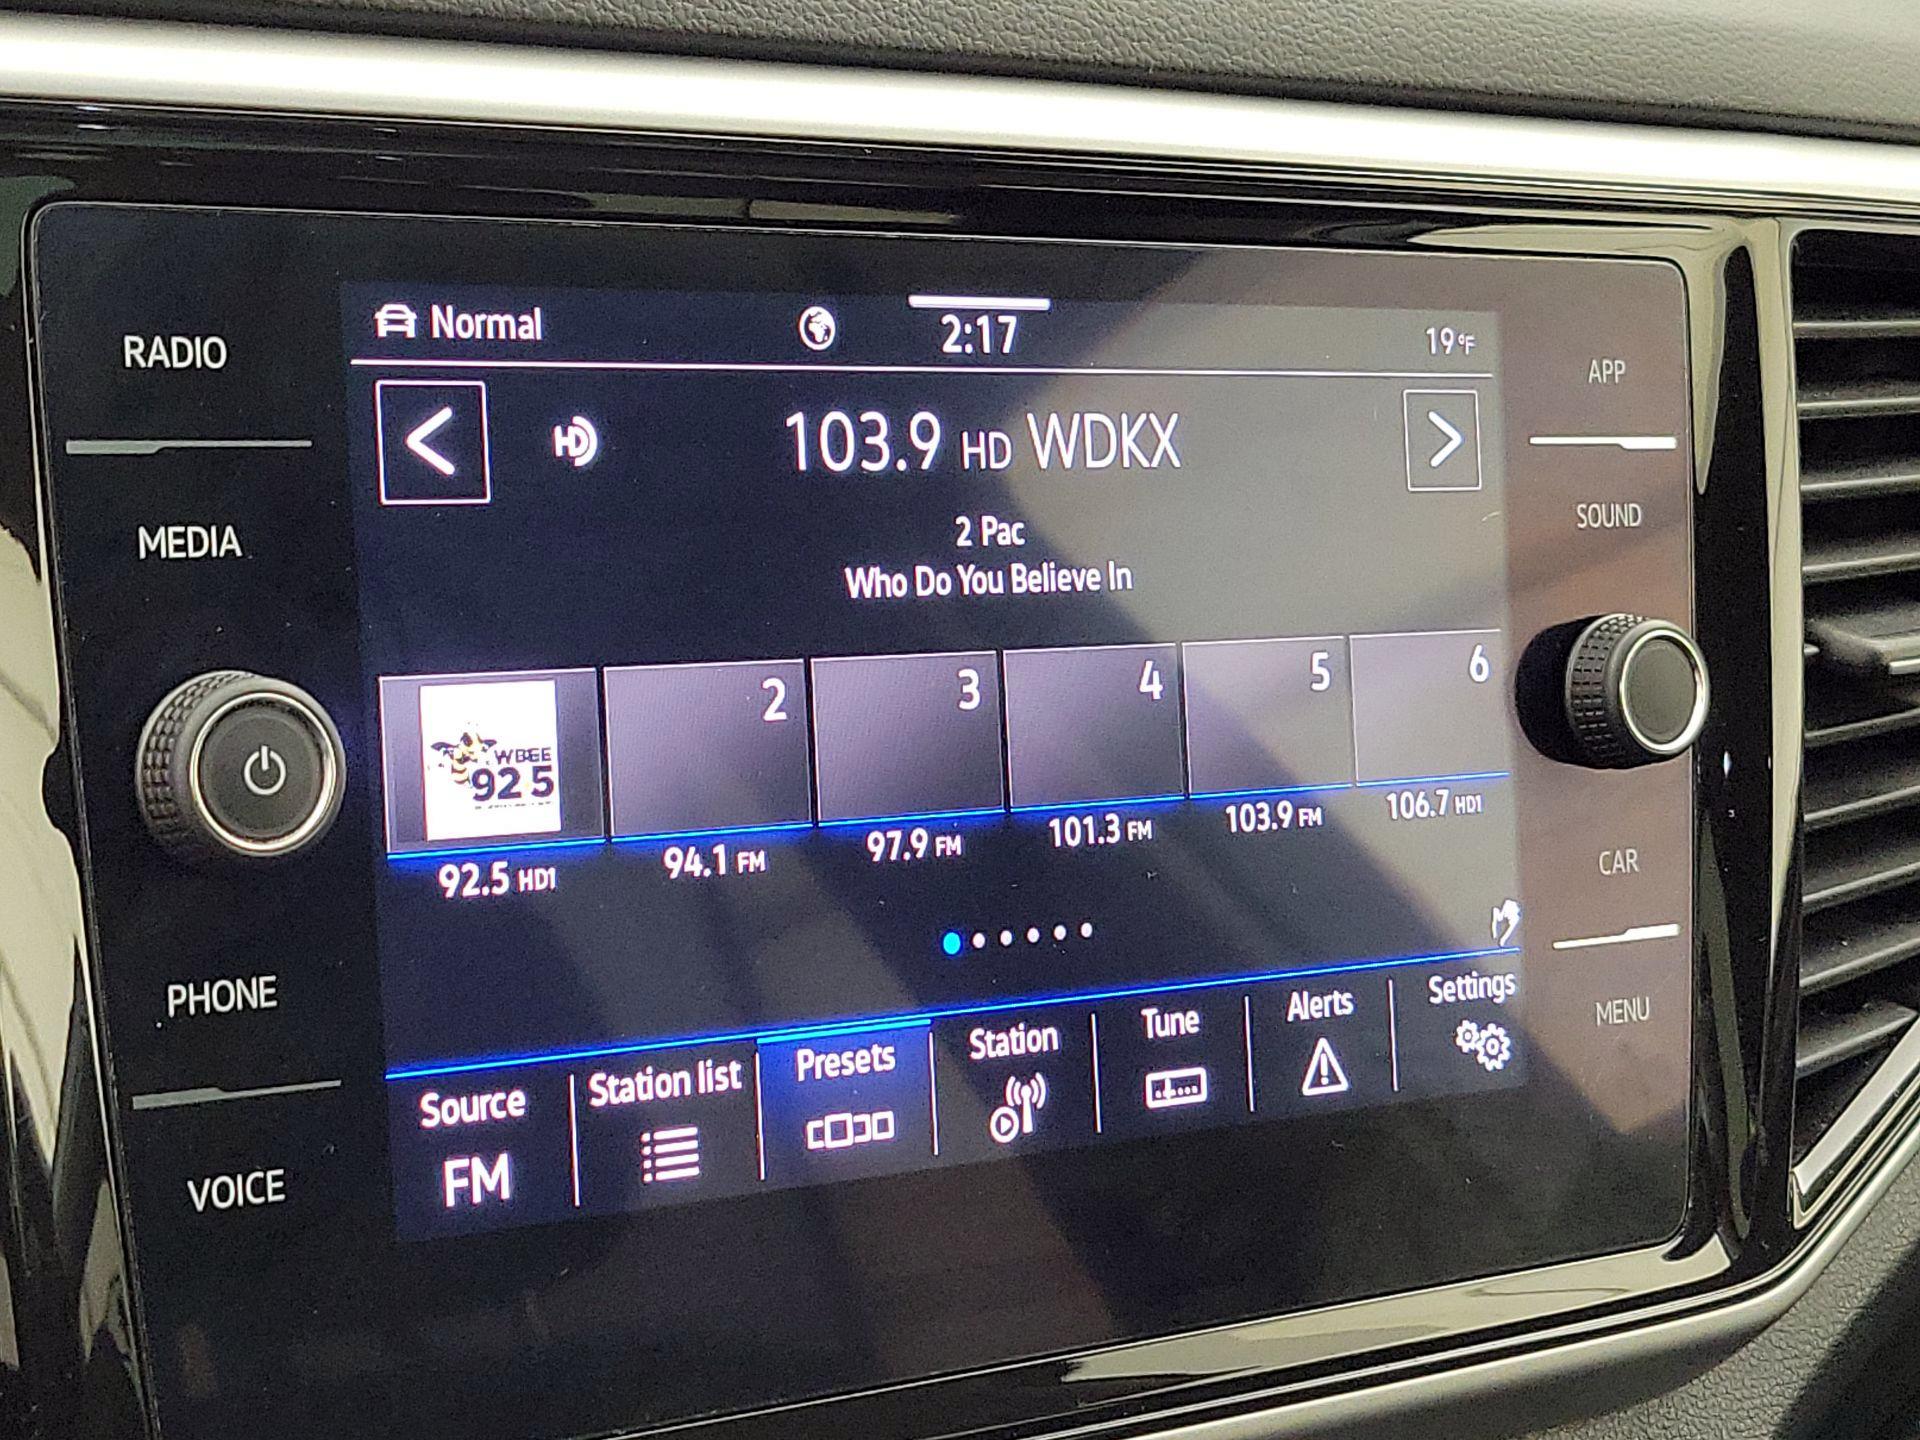 RADIO
MEDIA
PHONE
VOICE
Normal
2:17
19°F
103.9 HD WDKX
2 Pac
Who Do You Believe In
WBEE
92.5
2
3
4
5
6
92.5 HD1
94.1 FM
97.9 FM
101.3 FM
103.9 FM
106.7 HD1
Source
FM
Station list
Presets
Station
Tune
Alerts
Settings
APP
SOUND
CAR
MENU